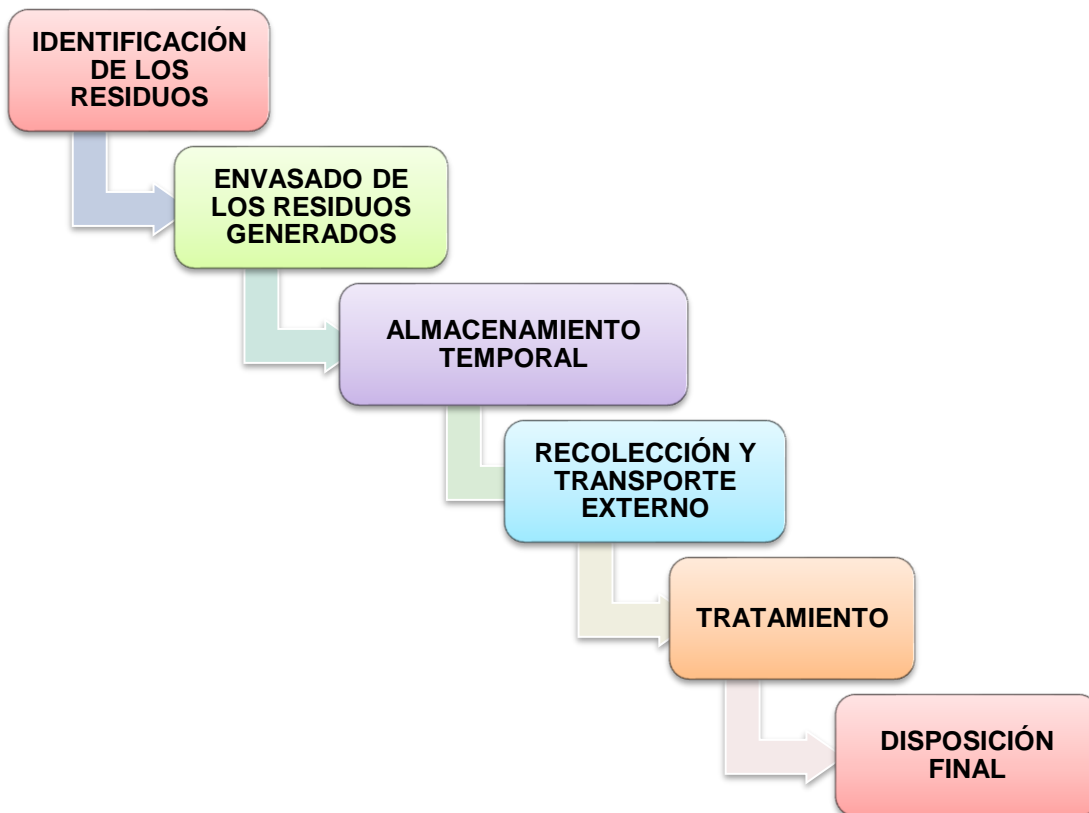 IDENTIFICACIÓN
DE LOS
RESIDUOS
ENVASADO DE
LOS RESIDUOS
GENERADOS
ALMACENAMIENTO
TEMPORAL
RECOLECCIÓN Y
TRANSPORTE
EXTERNO
TRATAMIENTO
DISPOSICIÓN
FINAL